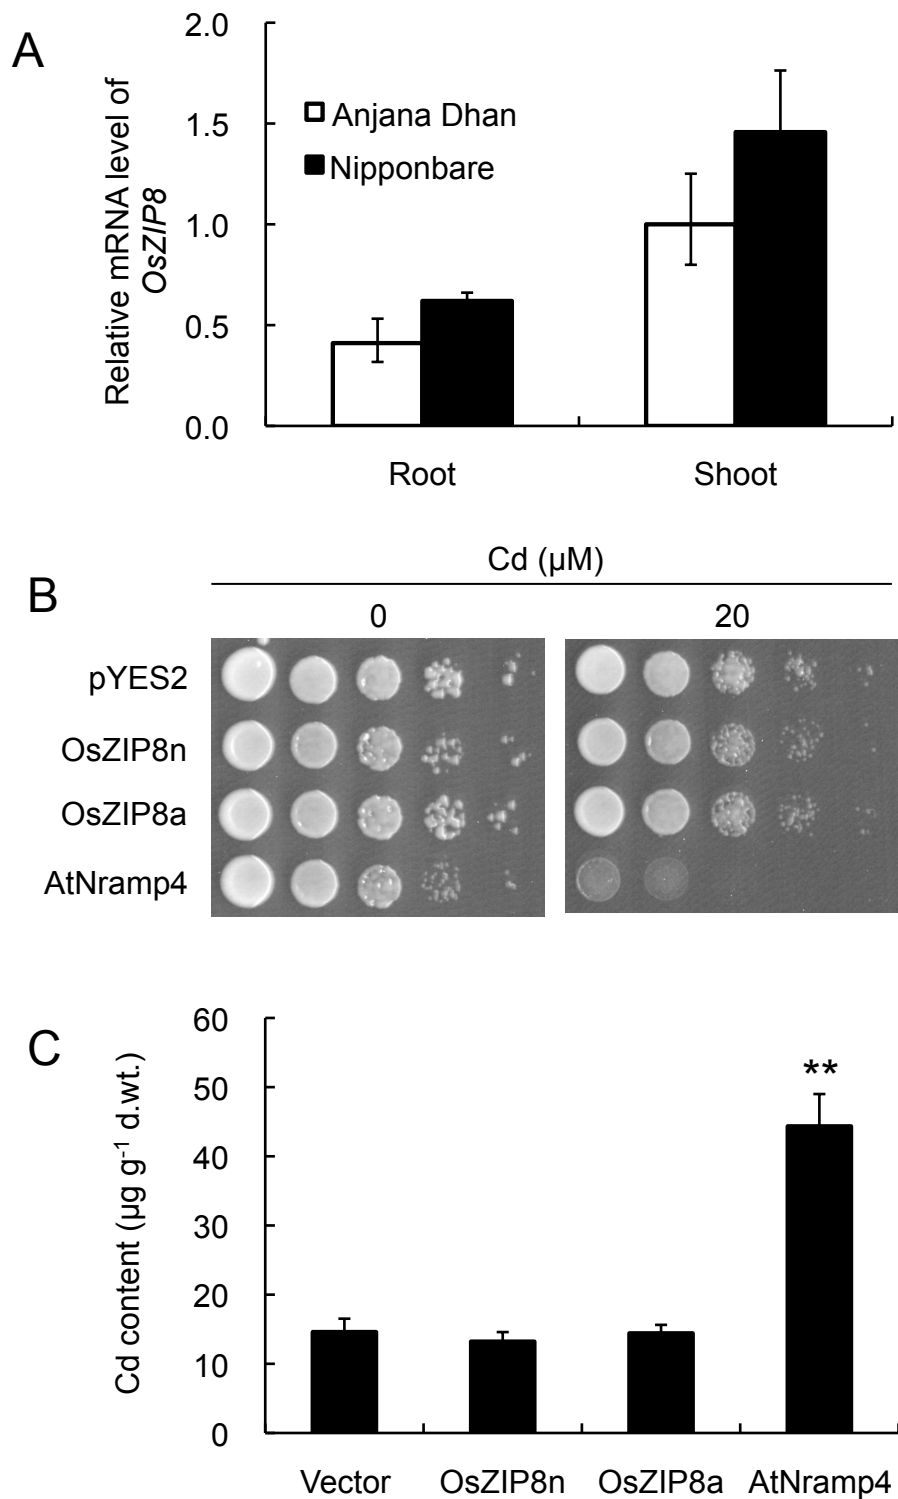 A
Relative mRNA level of
OsZIP8
2.0
1.5
1.0
0.5
0.0
Anjana Dhan
Nipponbare
Root
Shoot
B
Cd (µM)
0
20
pYES2
OsZIP8n
OsZIP8a
AtNramp4
C
Cd content (µg g⁻¹ d.wt.)
60
50
40
30
20
10
0
**
Vector
OsZIP8n
OsZIP8a
AtNramp4